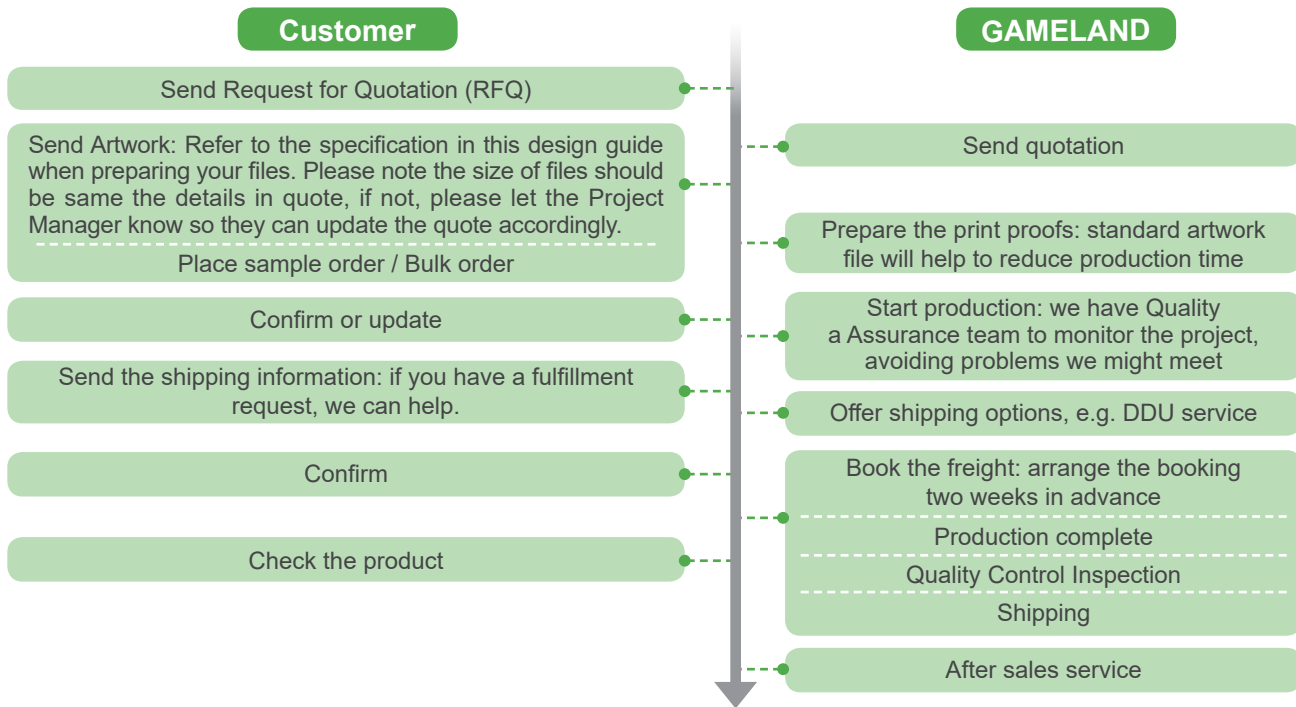 Customer
GAMELAND
Send Request for Quotation (RFQ)
Send quotation
Send Artwork: Refer to the specification in this design guide
when preparing your files. Please note the size of files should
be same the details in quote, if not, please let the Project
Manager know so they can update the quote accordingly.
Place sample order / Bulk order
Prepare the print proofs: standard artwork
file will help to reduce production time
Confirm or update
Start production: we have Quality
a Assurance team to monitor the project,
avoiding problems we might meet
Send the shipping information: if you have a fulfillment
request, we can help.
Offer shipping options, e.g. DDU service
Confirm
Book the freight: arrange the booking
two weeks in advance
Production complete
Quality Control Inspection
Shipping
Check the product
After sales service